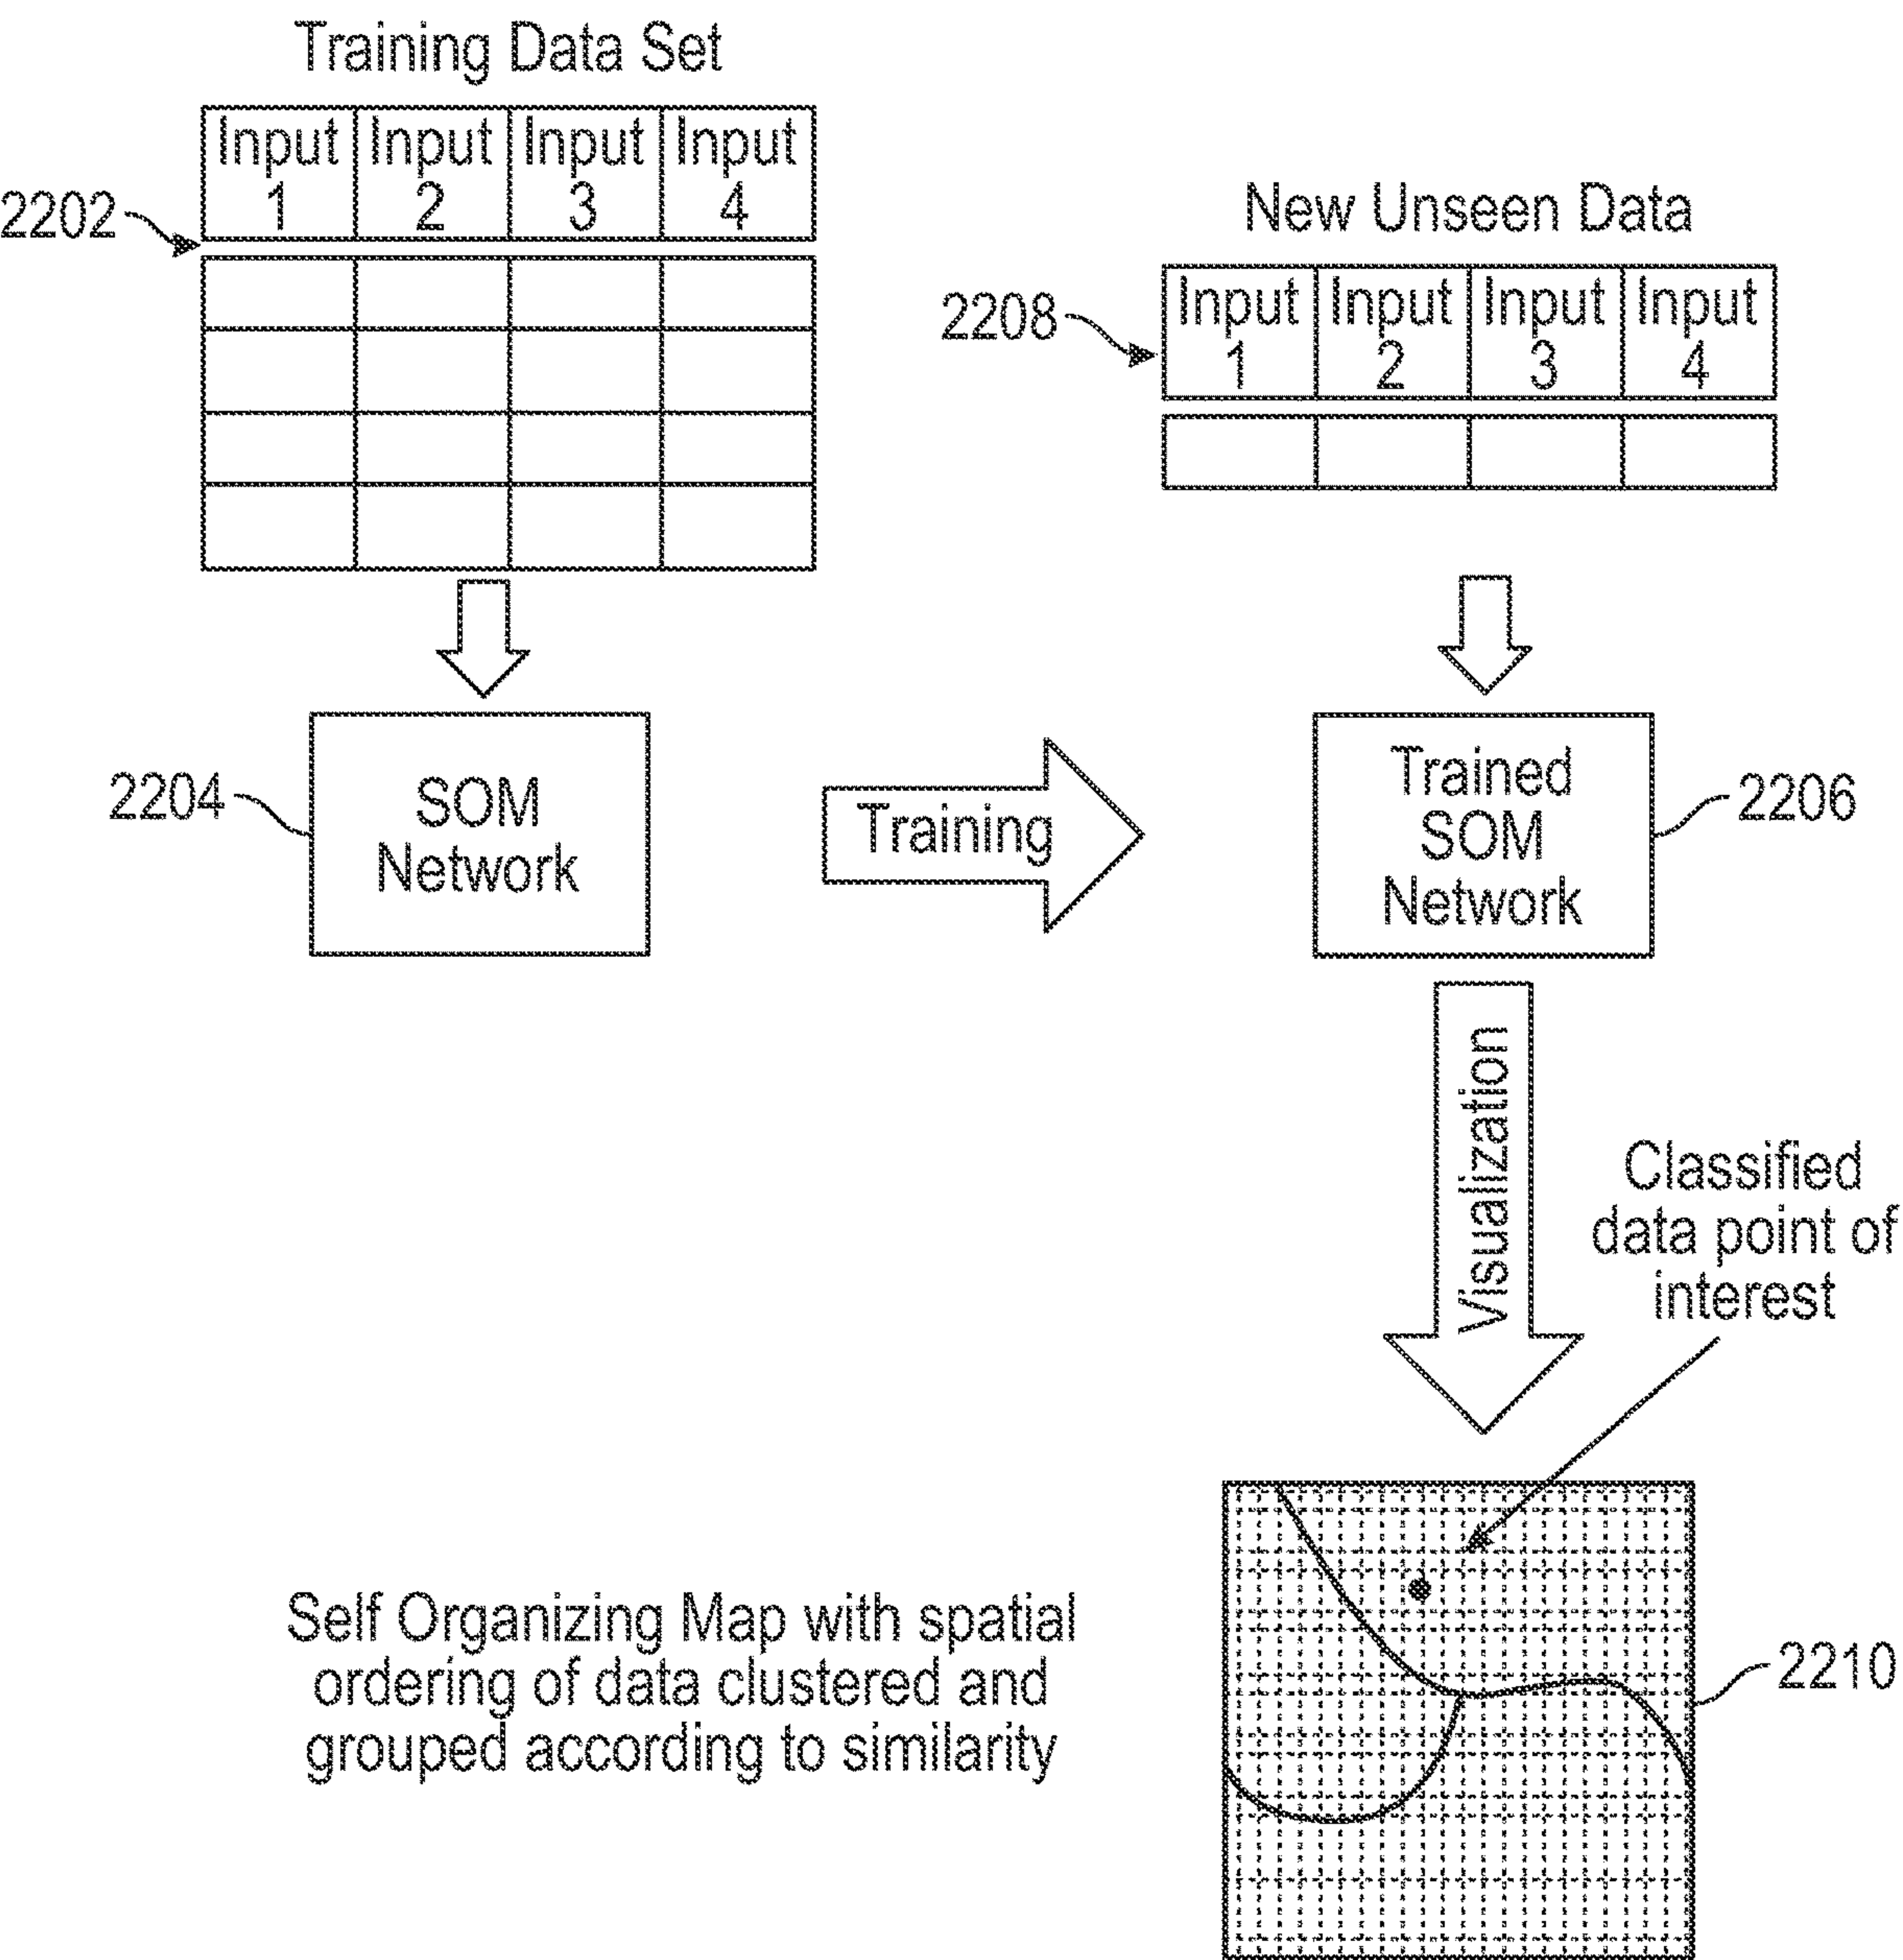 Training Data Set
Input Input Input Input
1 2 3 4
2202
New Unseen Data
2208
Input Input Input Input
1 2 3 4
2204
SOM
Network
Training
Trained
SOM
Network
2206
Visualization
Classified
data point of
interest
Self Organizing Map with spatial
ordering of data clustered and
grouped according to similarity
2210